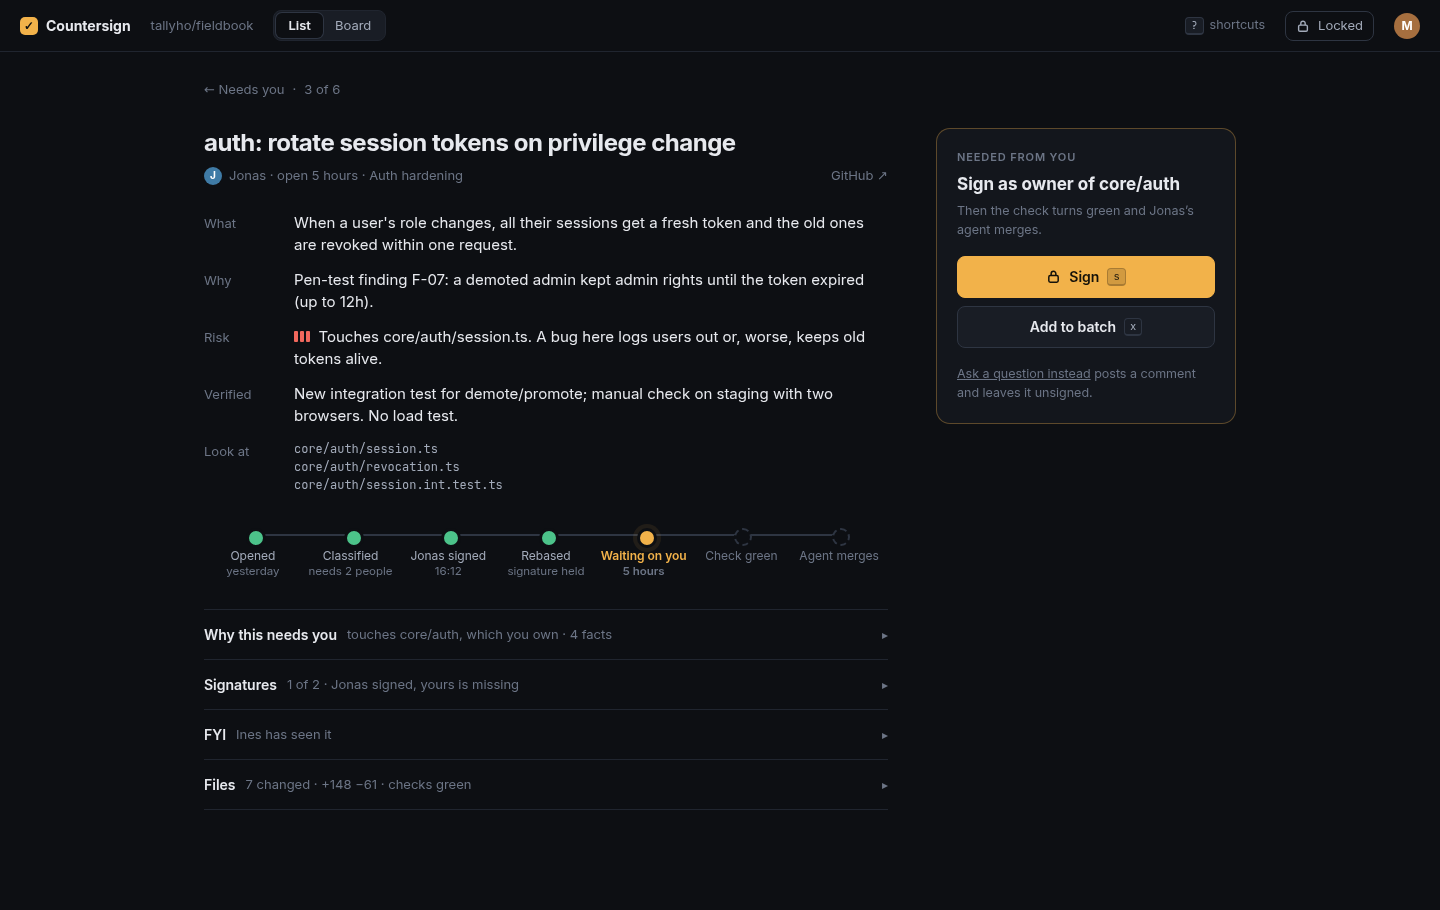 ✓ Countersign tallyho/fieldbook List Board ? shortcuts Locked M
← Needs you · 3 of 6
auth: rotate session tokens on privilege change
J Jonas · open 5 hours · Auth hardening GitHub ↗
What When a user's role changes, all their sessions get a fresh token and the old ones
are revoked within one request.
Why Pen-test finding F-07: a demoted admin kept admin rights until the token expired
(up to 12h).
Risk Touches core/auth/session.ts. A bug here logs users out or, worse, keeps old
tokens alive.
Verified New integration test for demote/promote; manual check on staging with two
browsers. No load test.
Look at core/auth/session.ts
core/auth/revocation.ts
core/auth/session.int.test.ts
Opened Classified Jonas signed Rebased Waiting on you Check green Agent merges
yesterday needs 2 people 16:12 signature held 5 hours
Why this needs you touches core/auth, which you own · 4 facts ▸
Signatures 1 of 2 · Jonas signed, yours is missing ▸
FYI Ines has seen it ▸
Files 7 changed · +148 −61 · checks green ▸
NEEDED FROM YOU
Sign as owner of core/auth
Then the check turns green and Jonas’s
agent merges.
Sign s
Add to batch x
Ask a question instead posts a comment
and leaves it unsigned.